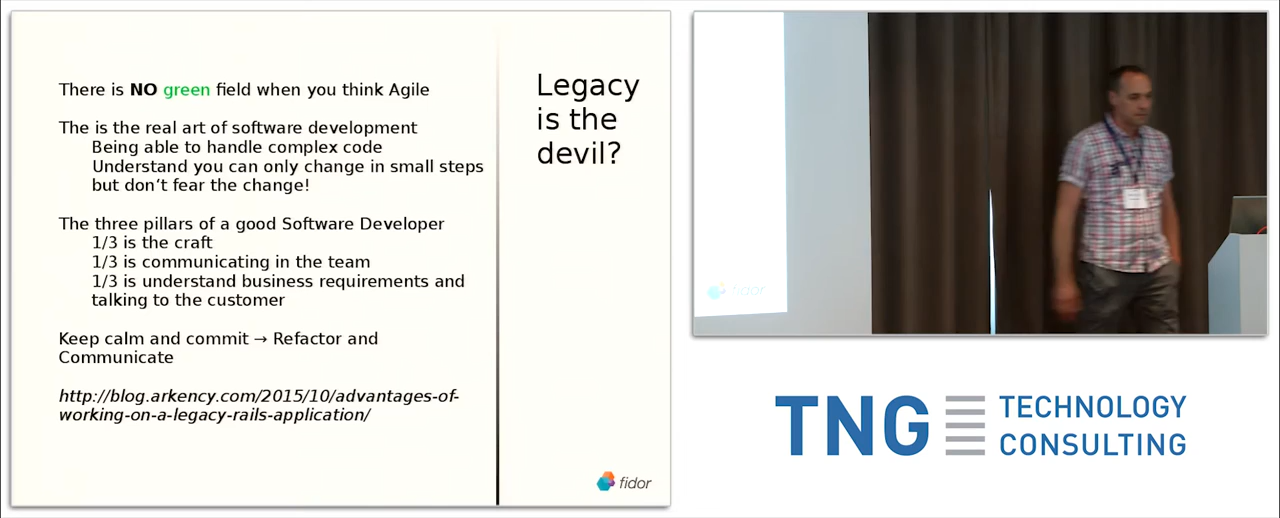 There is NO green field when you think Agile
The is the real art of software development
Being able to handle complex code
Understand you can only change in small steps
but don't fear the change!
The three pillars of a good Software Developer
1/3 is the craft
1/3 is communicating in the team
1/3 is understand business requirements and
talking to the customer
Keep calm and commit → Refactor and
Communicate
http://blog.arkency.com/2015/10/advantages-of-
working-on-a-legacy-rails-application/
Legacy
is the
devil?
fidor
fidor
TNG TECHNOLOGY
CONSULTING